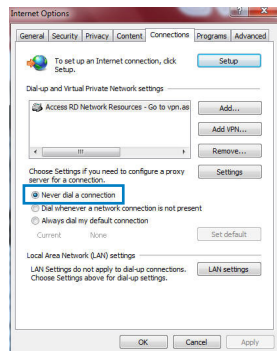 Internet Options
General Security Privacy Content Connections Programs Advanced
To set up an Internet connection, click
Setup.
Setup
Dial-up and Virtual Private Network settings
Access RD Network Resources - Go to vpn.as
Add...
Add VPN...
Remove...
Choose Settings if you need to configure a proxy
server for a connection.
Settings
Never dial a connection
Dial whenever a network connection is not present
Always dial my default connection
Current None
Set default
Local Area Network (LAN) settings
LAN Settings do not apply to dial-up connections.
Choose Settings above for dial-up settings.
LAN settings
OK Cancel Apply